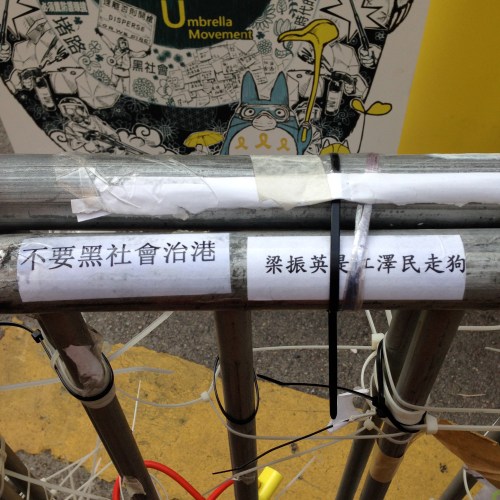 Umbrella
Movement
DISPERSE
黑社會
不要黑社會治港
梁振英是江澤民走狗